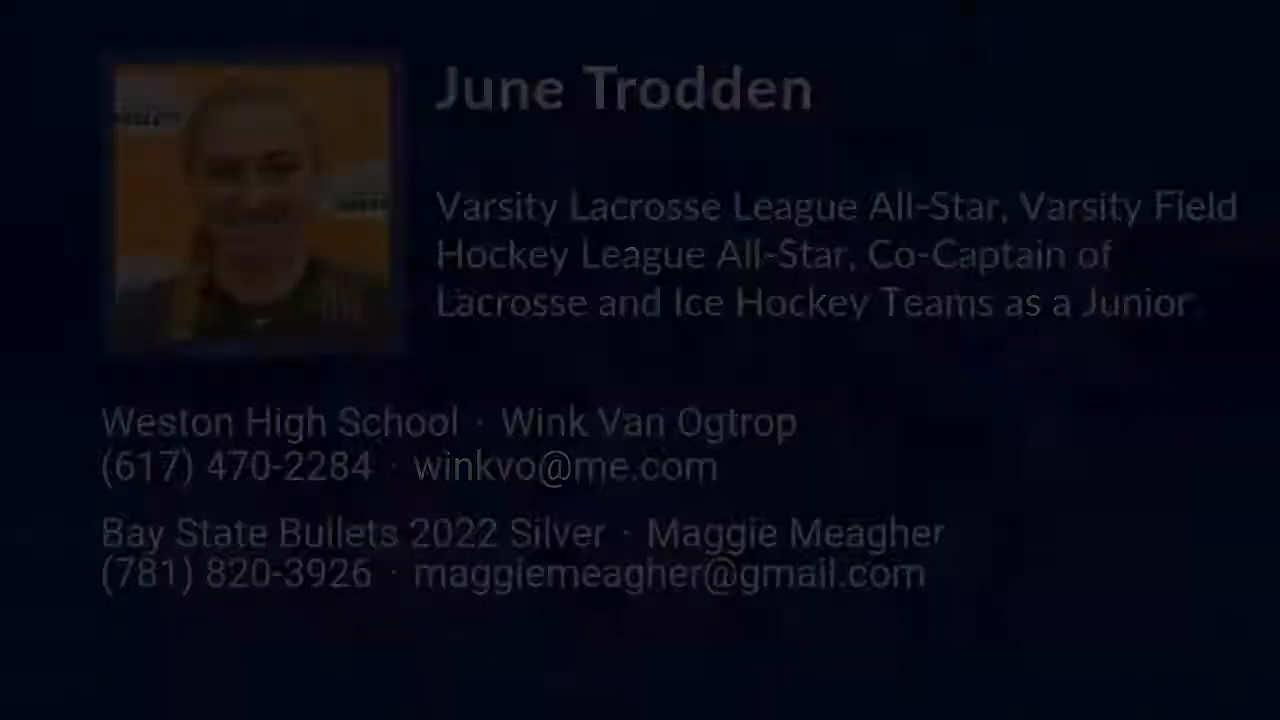 June Trodden
Varsity Lacrosse League All-Star, Varsity Field
Hockey League All-Star, Co-Captain of
Lacrosse and Ice Hockey Teams as a Junior
Weston High School · Wink Van Ogtrop
(617) 470-2284 · winkvo@me.com
Bay State Bullets 2022 Silver · Maggie Meagher
(781) 820-3926 · maggiemeagher@gmail.com